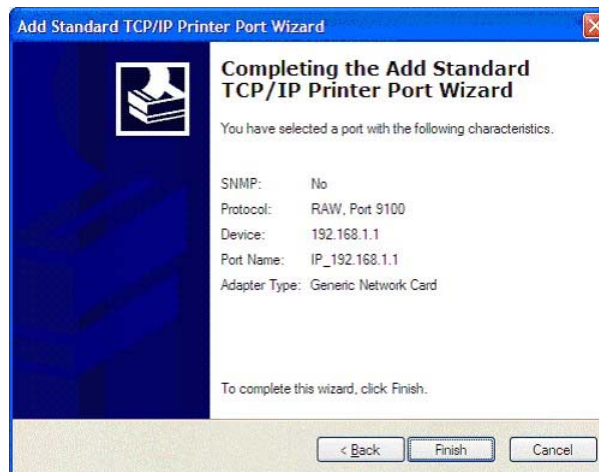 Add Standard TCP/IP Printer Port Wizard
Completing the Add Standard
TCP/IP Printer Port Wizard
You have selected a port with the following characteristics.
SNMP: No
Protocol: RAW, Port 9100
Device: 192.168.1.1
Port Name: IP_192.168.1.1
Adapter Type: Generic Network Card
To complete this wizard, click Finish.
< Back Finish Cancel